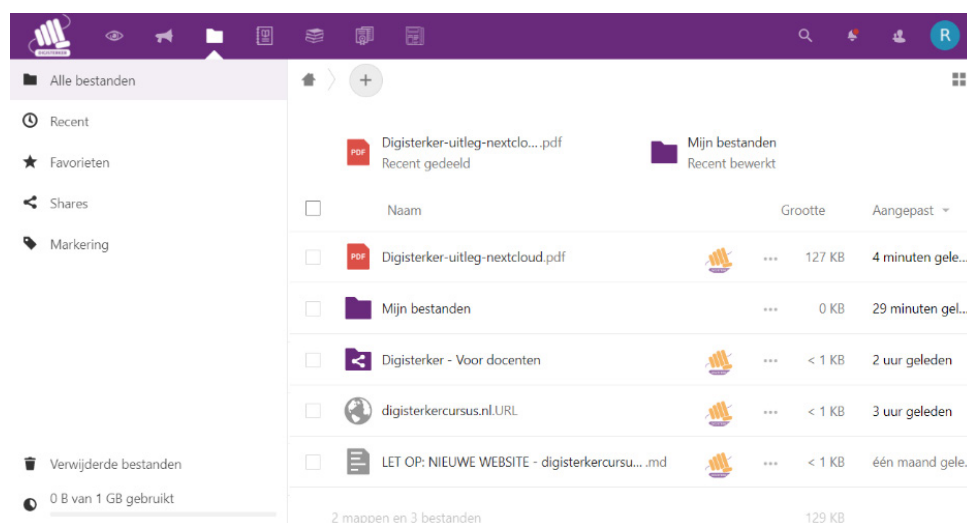 DIGISTERKER
R
Alle bestanden
Recent
Favorieten
Shares
Markering
Verwijderde bestanden
0 B van 1 GB gebruikt
PDF Digisterker-uitleg-nextclo... .pdf
Recent gedeeld
Mijn bestanden
Recent bewerkt
Naam Grootte Aangepast
PDF Digisterker-uitleg-nextcloud.pdf ... 127 KB 4 minuten gele...
Mijn bestanden ... 0 KB 29 minuten gel...
Digisterker - Voor docenten ... < 1 KB 2 uur geleden
digisterkercursus.nl.URL ... < 1 KB 3 uur geleden
LET OP: NIEUWE WEBSITE - digisterkercursu... .md ... < 1 KB één maand gele..
2 mappen en 3 bestanden 129 KB